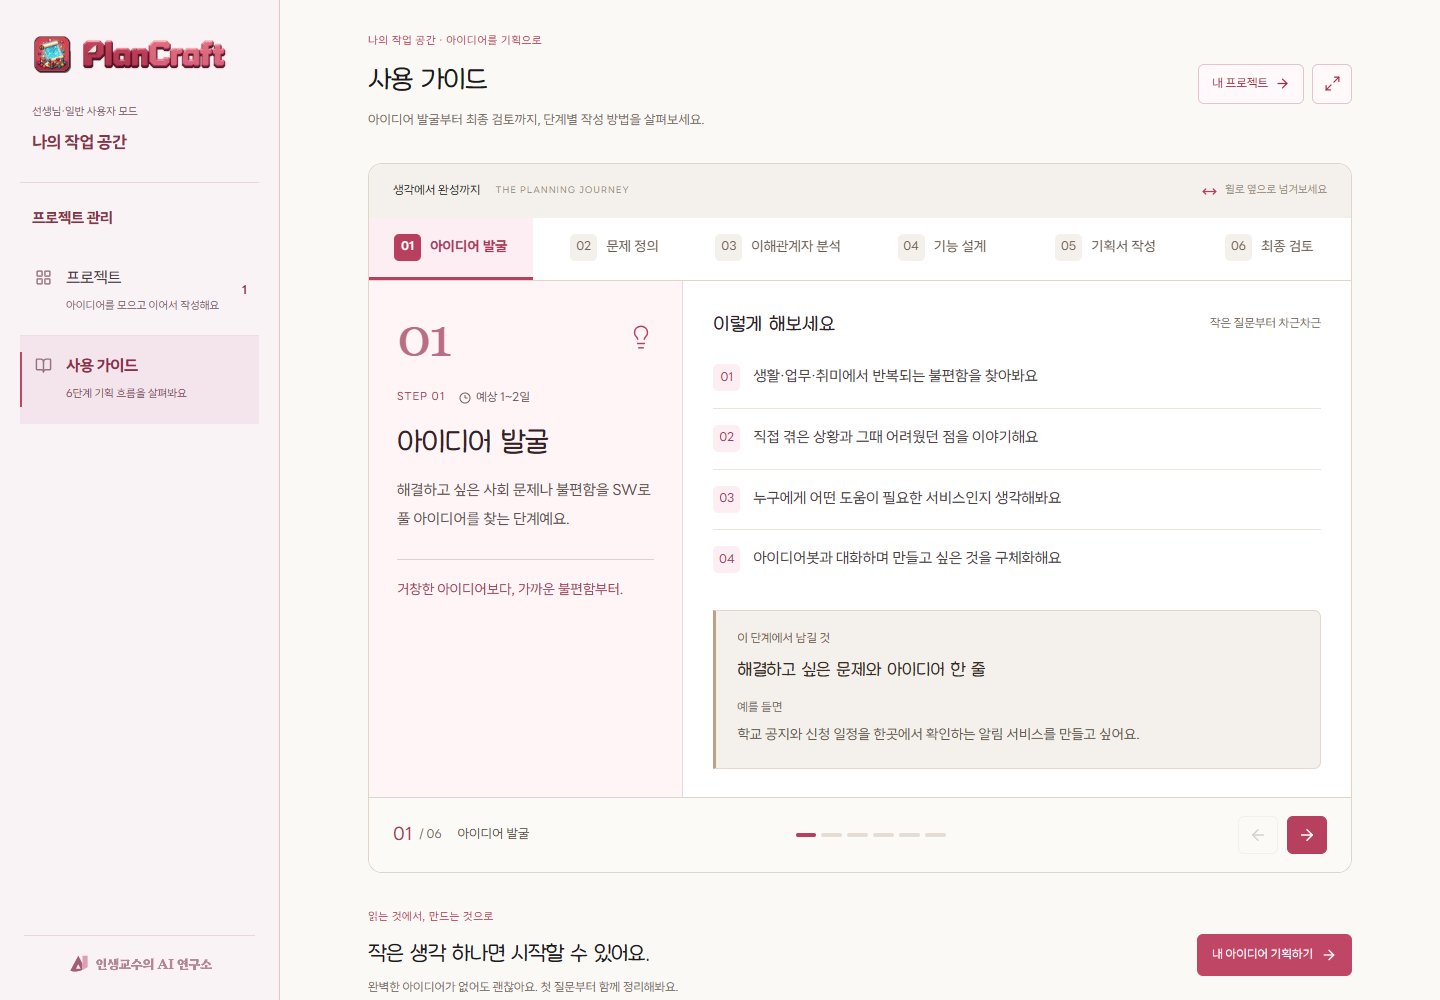 PlanCraft
선생님·일반 사용자 모드
나의 작업 공간
프로젝트 관리
프로젝트
아이디어를 모으고 이어서 작성해요
1
사용 가이드
6단계 기획 흐름을 살펴봐요
인생교수의 AI 연구소
나의 작업 공간 · 아이디어를 기획으로
사용 가이드
아이디어 발굴부터 최종 검토까지, 단계별 작성 방법을 살펴보세요.
내 프로젝트 →
생각에서 완성까지 THE PLANNING JOURNEY
↔ 휠로 옆으로 넘겨보세요
01 아이디어 발굴
02 문제 정의
03 이해관계자 분석
04 기능 설계
05 기획서 작성
06 최종 검토
01
STEP 01 예상 1~2일
아이디어 발굴
해결하고 싶은 사회 문제나 불편함을 SW로
풀 아이디어를 찾는 단계예요.
거창한 아이디어보다, 가까운 불편함부터.
이렇게 해보세요
작은 질문부터 차근차근
01 생활·업무·취미에서 반복되는 불편함을 찾아봐요
02 직접 겪은 상황과 그때 어려웠던 점을 이야기해요
03 누구에게 어떤 도움이 필요한 서비스인지 생각해봐요
04 아이디어봇과 대화하며 만들고 싶은 것을 구체화해요
이 단계에서 남길 것
해결하고 싶은 문제와 아이디어 한 줄
예를 들면
학교 공지와 신청 일정을 한곳에서 확인하는 알림 서비스를 만들고 싶어요.
01 / 06 아이디어 발굴
← →
읽는 것에서, 만드는 것으로
작은 생각 하나면 시작할 수 있어요.
완벽한 아이디어가 없어도 괜찮아요. 첫 질문부터 함께 정리해봐요.
내 아이디어 기획하기 →